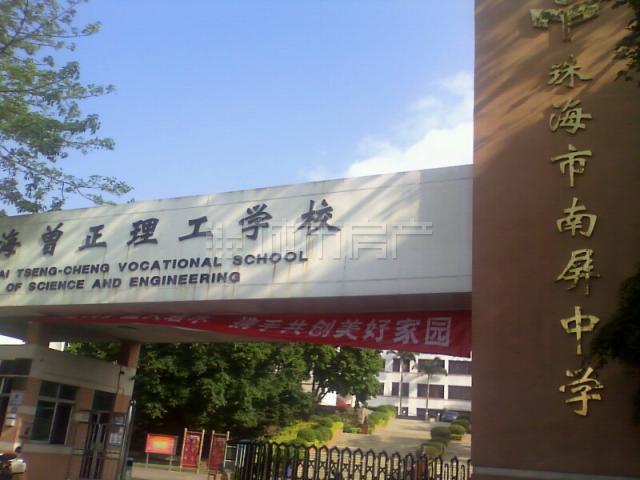 海曾正理工学校
AI TSENG-CHENG VOCATIONAL SCHOOL
OF SCIENCE AND ENGINEERING
携手共创美好家园
珠海市南屏中学